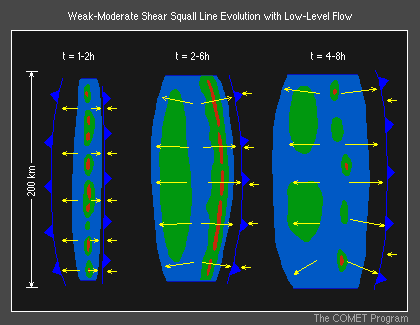 Weak-Moderate Shear Squall Line Evolution with Low-Level Flow
t = 1-2h
t = 2-6h
t = 4-8h
200 km
The COMET Program